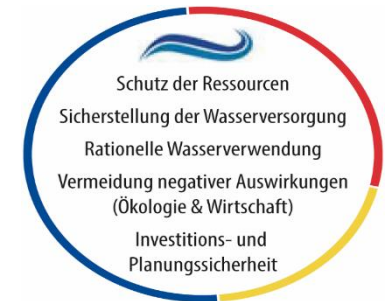 Schutz der Ressourcen
Sicherstellung der Wasserversorgung
Rationelle Wasserverwendung
Vermeidung negativer Auswirkungen
(Ökologie & Wirtschaft)
Investitions- und
Planungssicherheit